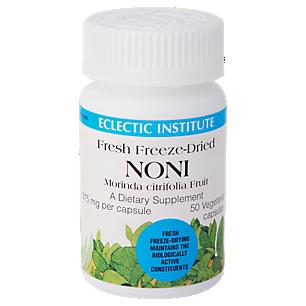 ECLECTIC INSTITUTE
Fresh Freeze-Dried
NONI
Morinda citrifolia Fruit
A Dietary Supplement
mg per capsule
50 Vegetarian
capsules
FRESH
FREEZE-DRYING
MAINTAINS THE
BIOLOGICALLY
ACTIVE
CONSTITUENTS